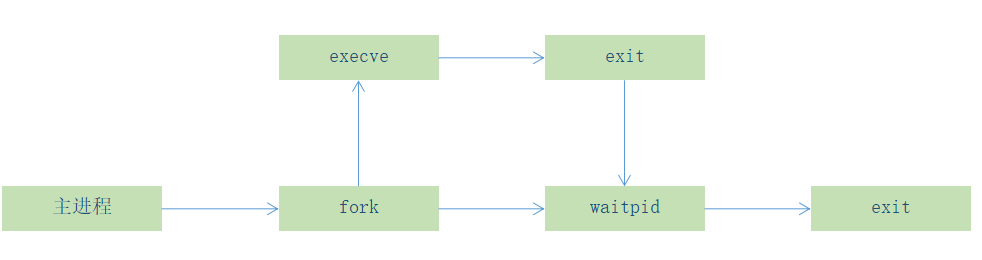 execve
exit
主进程
fork
waitpid
exit